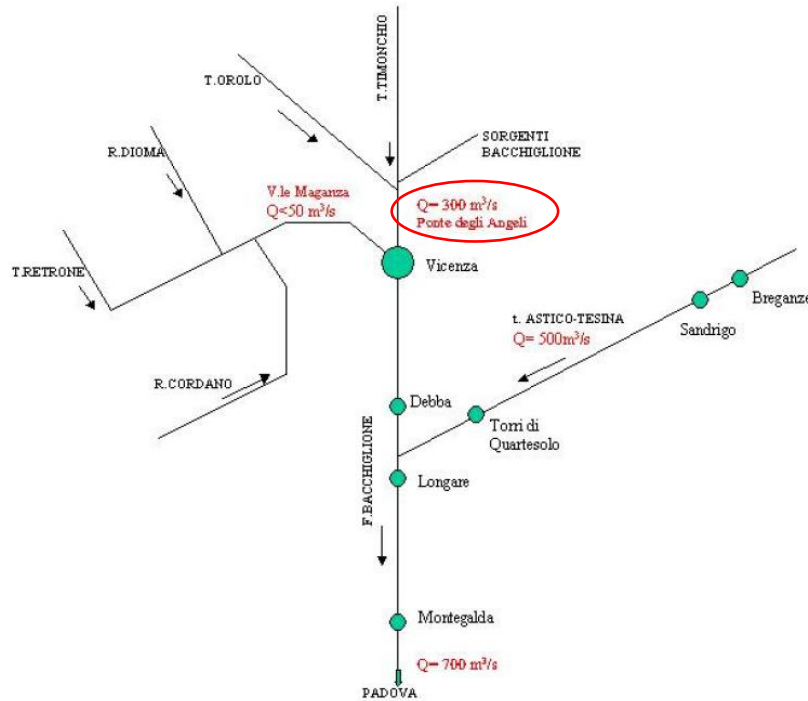 T.TIMONCHIO
T.OROLO
SORGENTI
BACCHIGLIONE
R.DIOMA
V.le Maganza
Q<50 m³/s
Q= 300 m³/s
Ponte degli Angeli
Vicenza
T.RETRONE
Breganze
Sandrigo
t. ASTICO-TESINA
Q= 500m³/s
R.CORDANO
Debba
Torri di
Quartesolo
F.BACCHIGLIONE
Longare
Montegalda
Q= 700 m³/s
PADOVA